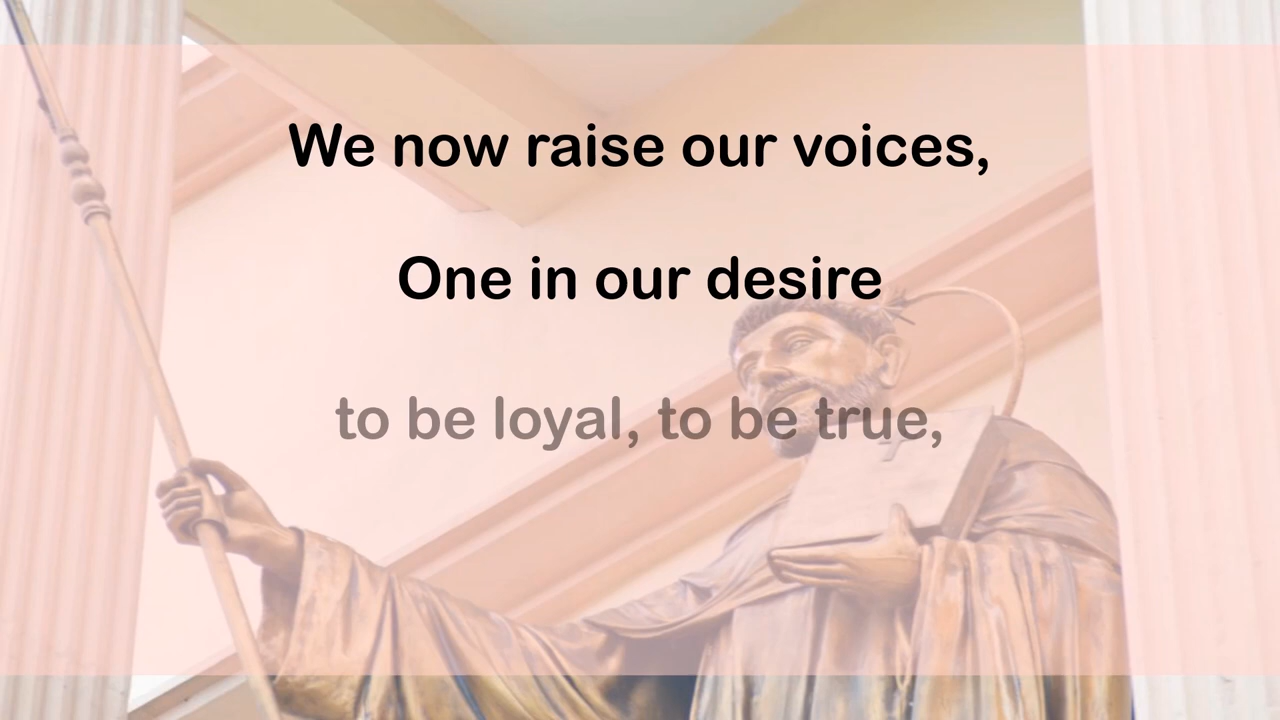 We now raise our voices,
One in our desire
to be loyal, to be true,